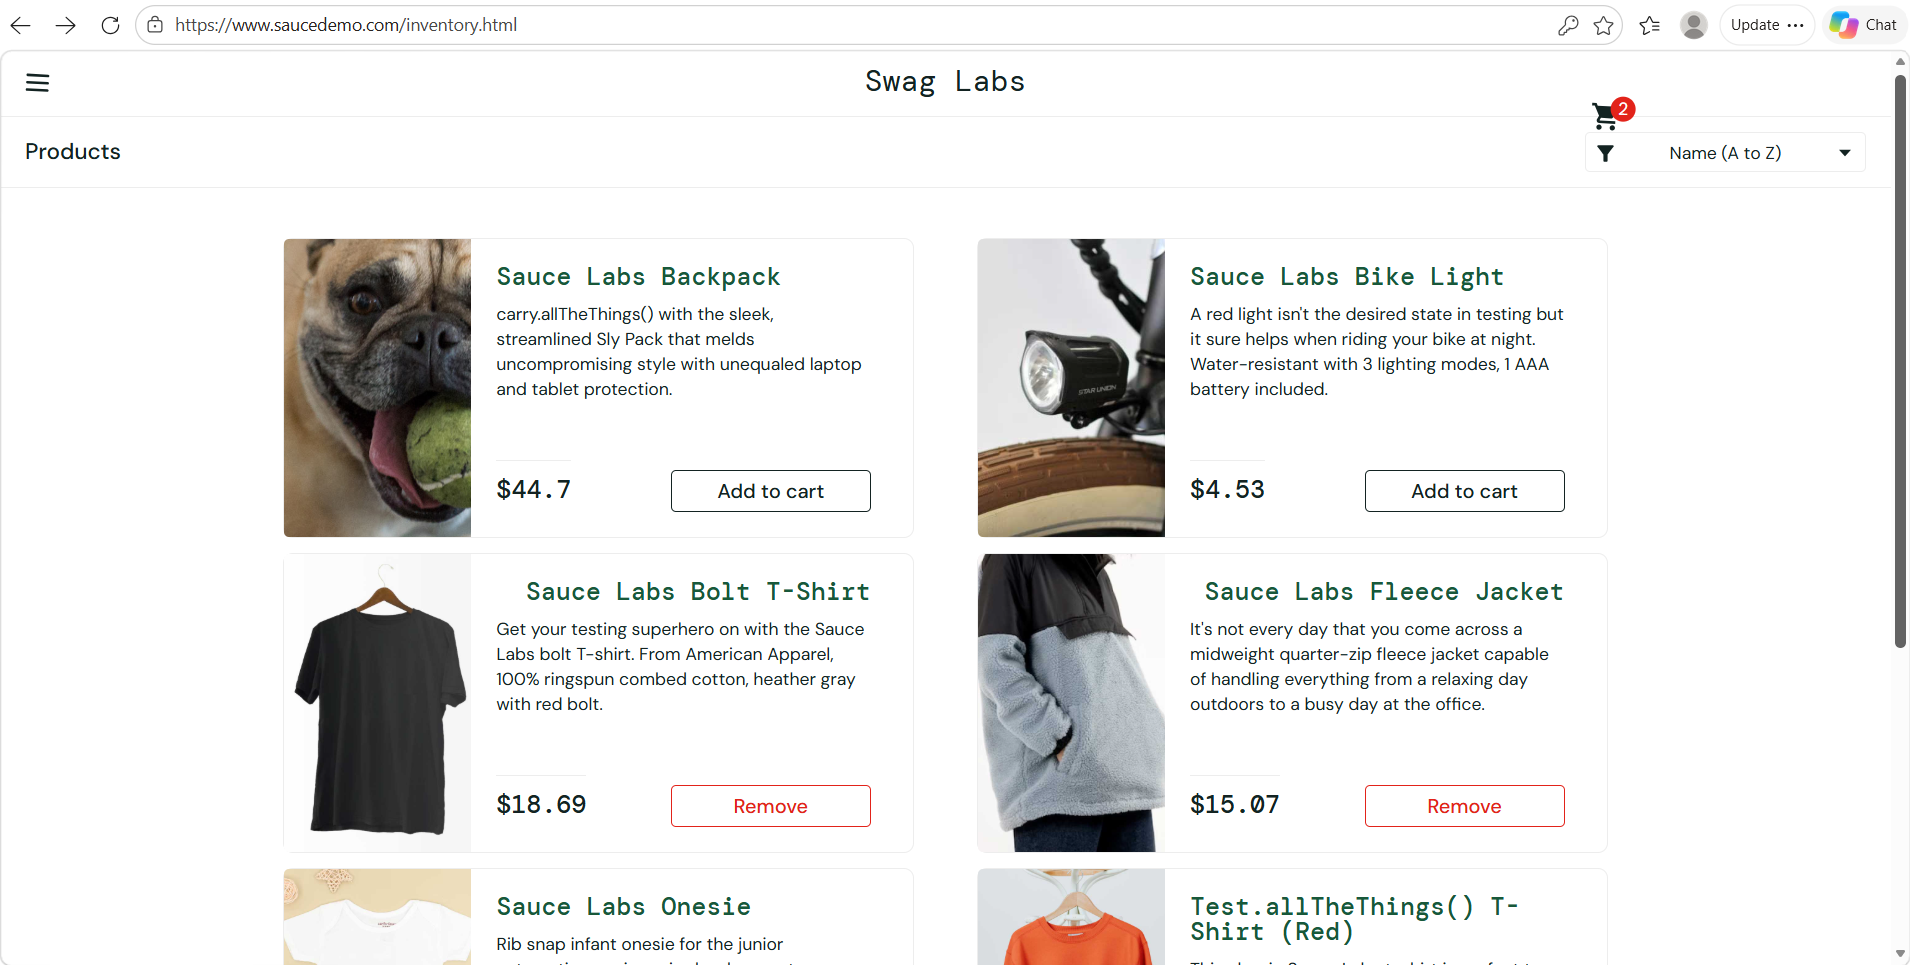 https://www.saucedemo.com/inventory.html
Update
Chat
Swag Labs
2
Products
Name (A to Z)
Sauce Labs Backpack
carry.allTheThings() with the sleek,
streamlined Sly Pack that melds
uncompromising style with unequaled laptop
and tablet protection.
$44.7
Add to cart
Sauce Labs Bike Light
A red light isn't the desired state in testing but
it sure helps when riding your bike at night.
Water-resistant with 3 lighting modes, 1 AAA
battery included.
STAR UNION
$4.53
Add to cart
Sauce Labs Bolt T-Shirt
Get your testing superhero on with the Sauce
Labs bolt T-shirt. From American Apparel,
100% ringspun combed cotton, heather gray
with red bolt.
$18.69
Remove
Sauce Labs Fleece Jacket
It's not every day that you come across a
midweight quarter-zip fleece jacket capable
of handling everything from a relaxing day
outdoors to a busy day at the office.
$15.07
Remove
Sauce Labs Onesie
Rib snap infant onesie for the junior
Test.allTheThings() T-
Shirt (Red)